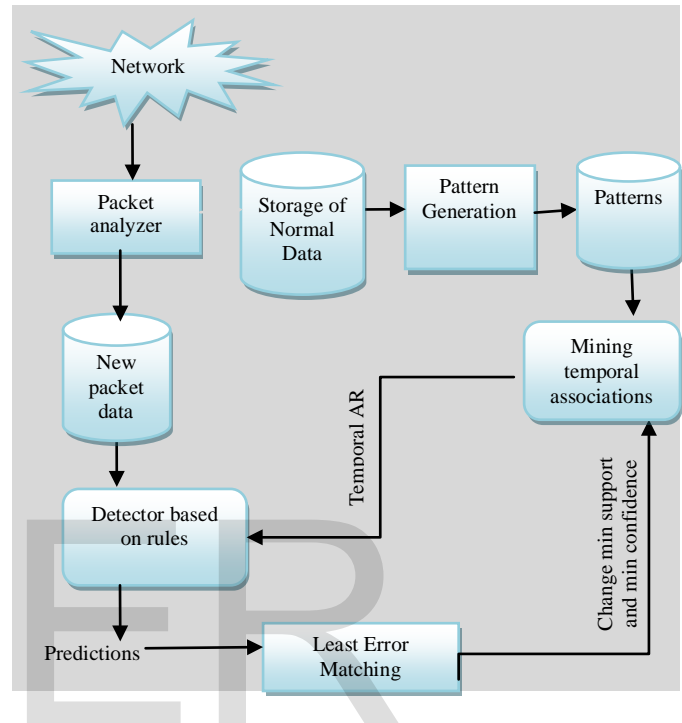 Network
Packet
analyzer
Storage of
Normal
Data
Pattern
Generation
Patterns
New
packet
data
Mining
temporal
associations
Temporal AR
Detector based
on rules
Change min support
and min confidence
Predictions
Least Error
Matching
ER